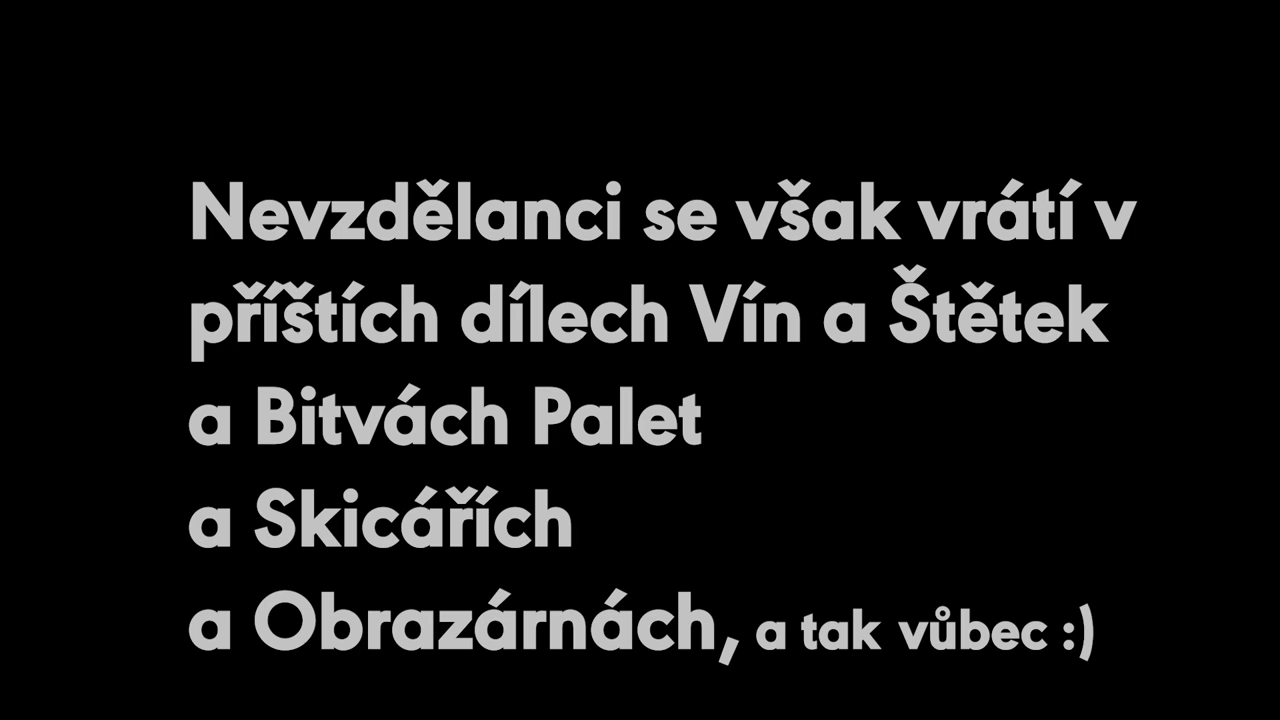 Nevzdělanci se však vrátí v
příštích dílech Vín a Štětek
a Bitvách Palet
a Skicářích
a Obrazárnách, a tak vůbec :)